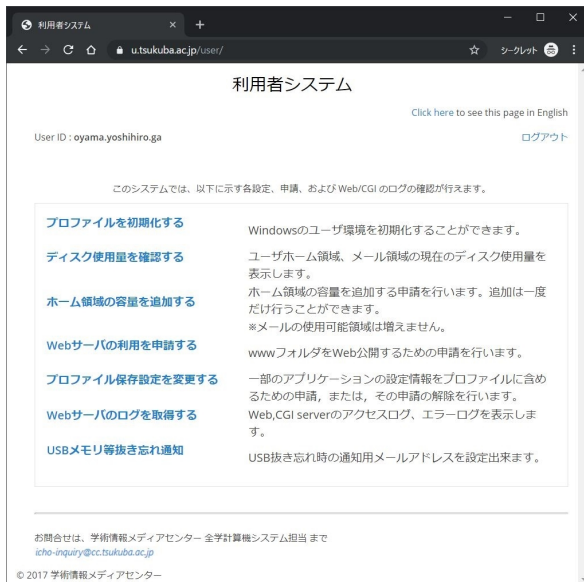 利用者システム
u.tsukuba.ac.jp/user/
シークレット
利用者システム
Click here to see this page in English
User ID : oyama.yoshihiro.ga
ログアウト
このシステムでは、以下に示す各設定、申請、および Web/CGI のログの確認が行えます。
プロファイルを初期化する
Windowsのユーザ環境を初期化することができます。
ディスク使用量を確認する
ユーザホーム領域、メール領域の現在のディスク使用量を
表示します。
ホーム領域の容量を追加する
ホーム領域の容量を追加する申請を行います。追加は一度
だけ行うことができます。
※メールの使用可能領域は増えません。
Webサーバの利用を申請する
wwwフォルダをWeb公開するための申請を行います。
プロファイル保存設定を変更する
一部のアプリケーションの設定情報をプロファイルに含め
るための申請，または，その申請の解除を行います。
Webサーバのログを取得する
Web,CGI serverのアクセスログ、エラーログを表示しま
す。
USBメモリ等抜き忘れ通知
USB抜き忘れ時の通知用メールアドレスを設定出来ます。
お問合せは、学術情報メディアセンター 全学計算機システム担当 まで
icho-inquiry@cc.tsukuba.ac.jp
© 2017 学術情報メディアセンター